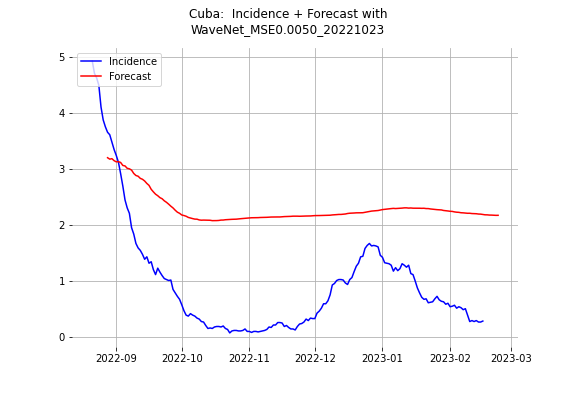 Cuba:  Incidence + Forecast with
WaveNet_MSE0.0050_20221023
Incidence
Forecast
5
4
3
2
1
0
2022-09 2022-10 2022-11 2022-12 2023-01 2023-02 2023-03